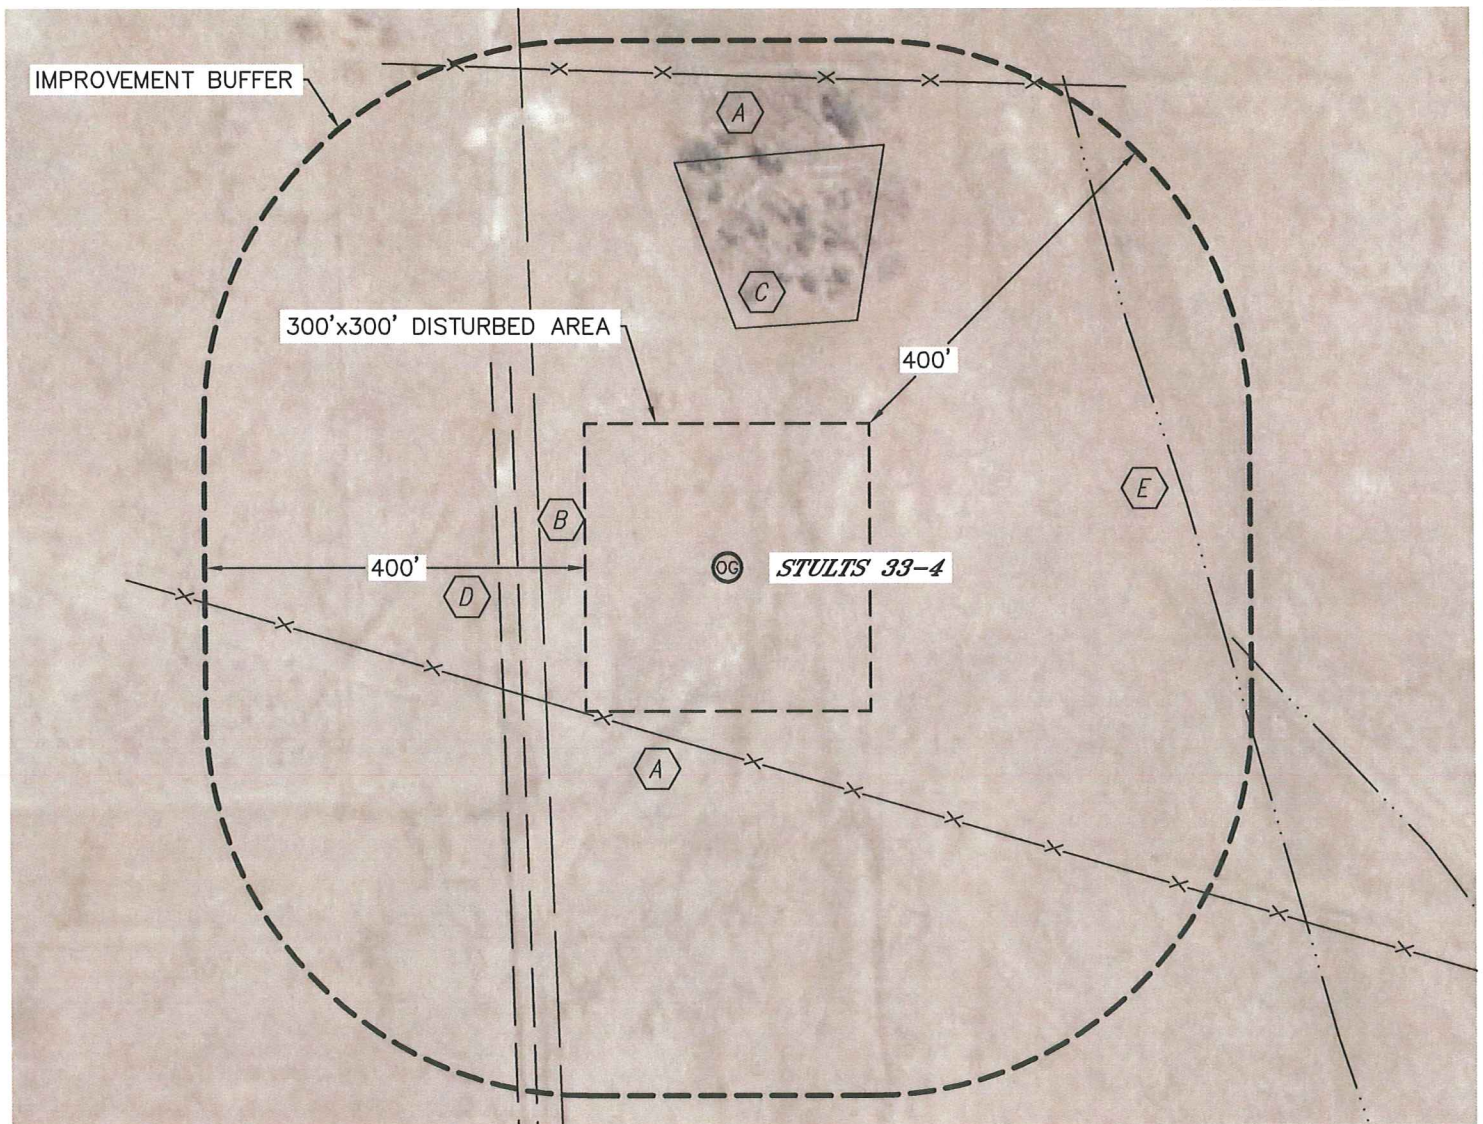 IMPROVEMENT BUFFER
A
C
300'x300' DISTURBED AREA
400'
E
B
400'
OG STULTS 33-4
D
A